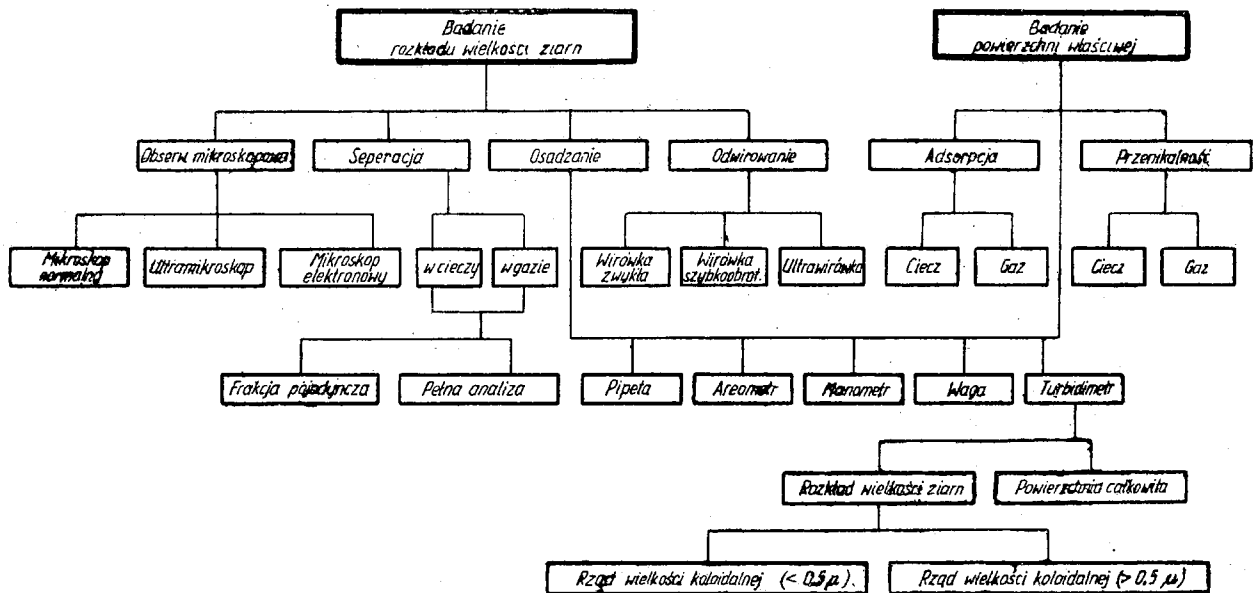 Badanie
rozkładu wielkosci ziarn
Badanie
powierzchni właściwej
Obserw. mikroskopowa
Seperacja
Osadzanie
Odwirowanie
Adsorpcja
Przenikalność
Mikroskop
normalny
Ultramikroskop
Mikroskop
elektronowy
w cieczy
w gazie
Wirówka
zwykła
Wirówka
szybkoobrot.
Ultrawirówka
Ciecz
Gaz
Ciecz
Gaz
Frakcja pojedyncza
Pełna analiza
Pipeta
Areometr
Manometr
Waga
Turbidimetr
Rozkład wielkości ziarn
Powierzchnia całkowita
Rząd wielkości koloidalnej (< 0,5 μ).
Rząd wielkości koloidalnej (> 0,5 μ)